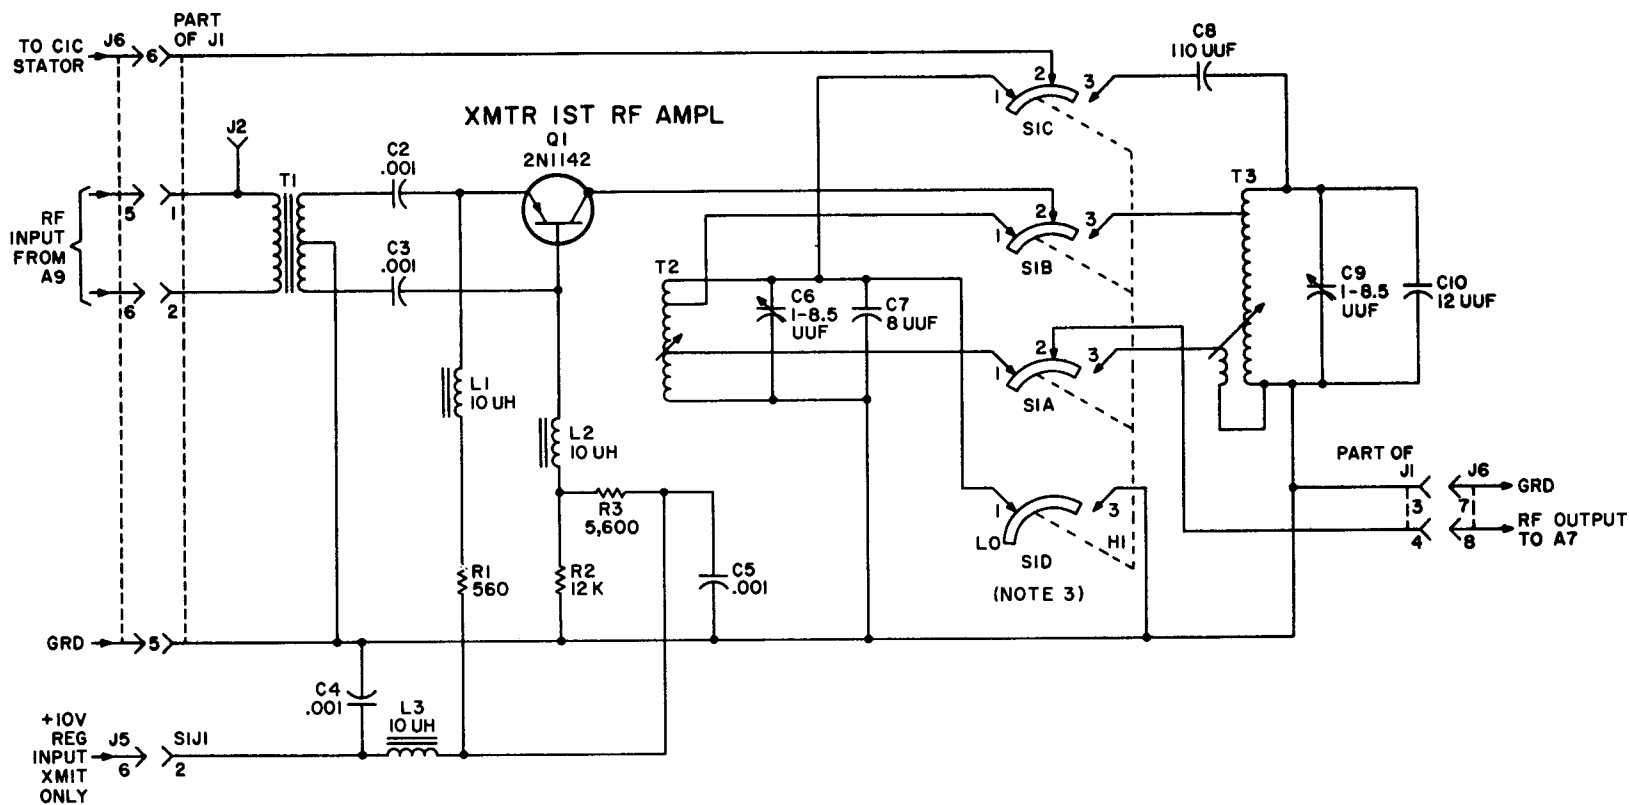 TO CIC
STATOR
J6
6
PART
OF J1
XMTR 1ST RF AMPL
Q1
2N1142
C8
110 UUF
1
2
3
S1C
J2
T1
C2
.001
C3
.001
RF
INPUT
FROM
A9
5
1
6
2
T2
C6
1-8.5
UUF
C7
8 UUF
1
2
3
S1B
T3
C9
1-8.5
UUF
C10
12 UUF
1
2
3
S1A
L1
10 UH
L2
10 UH
R3
5,600
R1
560
R2
12 K
C5
.001
1
3
LO
HI
S1D
(NOTE 3)
PART OF
J1
J6
3
7
GRD
4
8
RF OUTPUT
TO A7
GRD
5
C4
.001
L3
10 UH
+10V
REG
INPUT
XMIT
ONLY
J5
6
S1J1
2